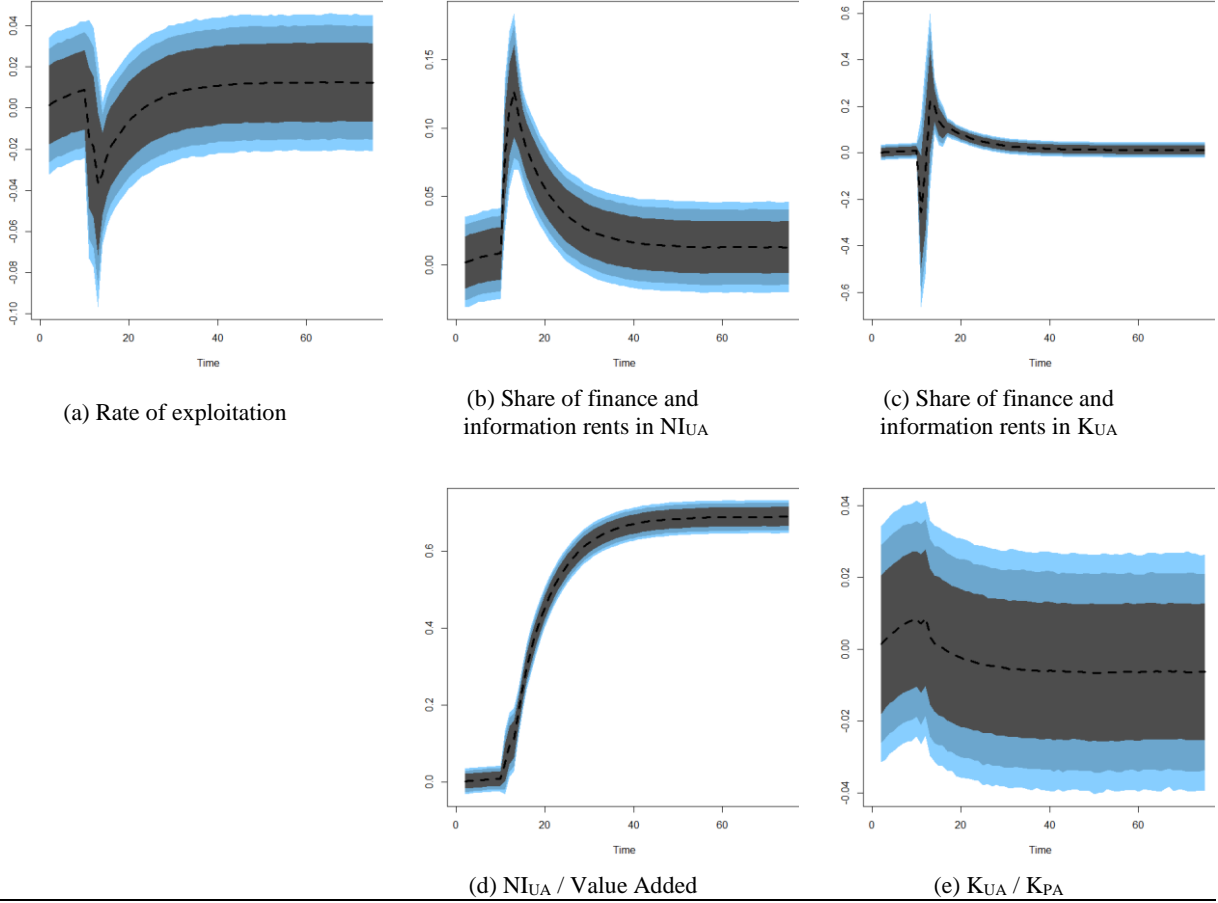 0.04
0.02
0.00
-0.02
-0.04
-0.06
-0.08
-0.10
0 20 40 60
Time
(a) Rate of exploitation
0.15
0.10
0.05
0.00
0 20 40 60
Time
(b) Share of finance and
information rents in NIUA
0.6
0.4
0.2
0.0
-0.2
-0.4
-0.6
0 20 40 60
Time
(c) Share of finance and
information rents in KUA
0.6
0.4
0.2
0.0
0 20 40 60
Time
(d) NIUA / Value Added
0.04
0.02
0.00
-0.02
-0.04
0 20 40 60
Time
(e) KUA / KPA